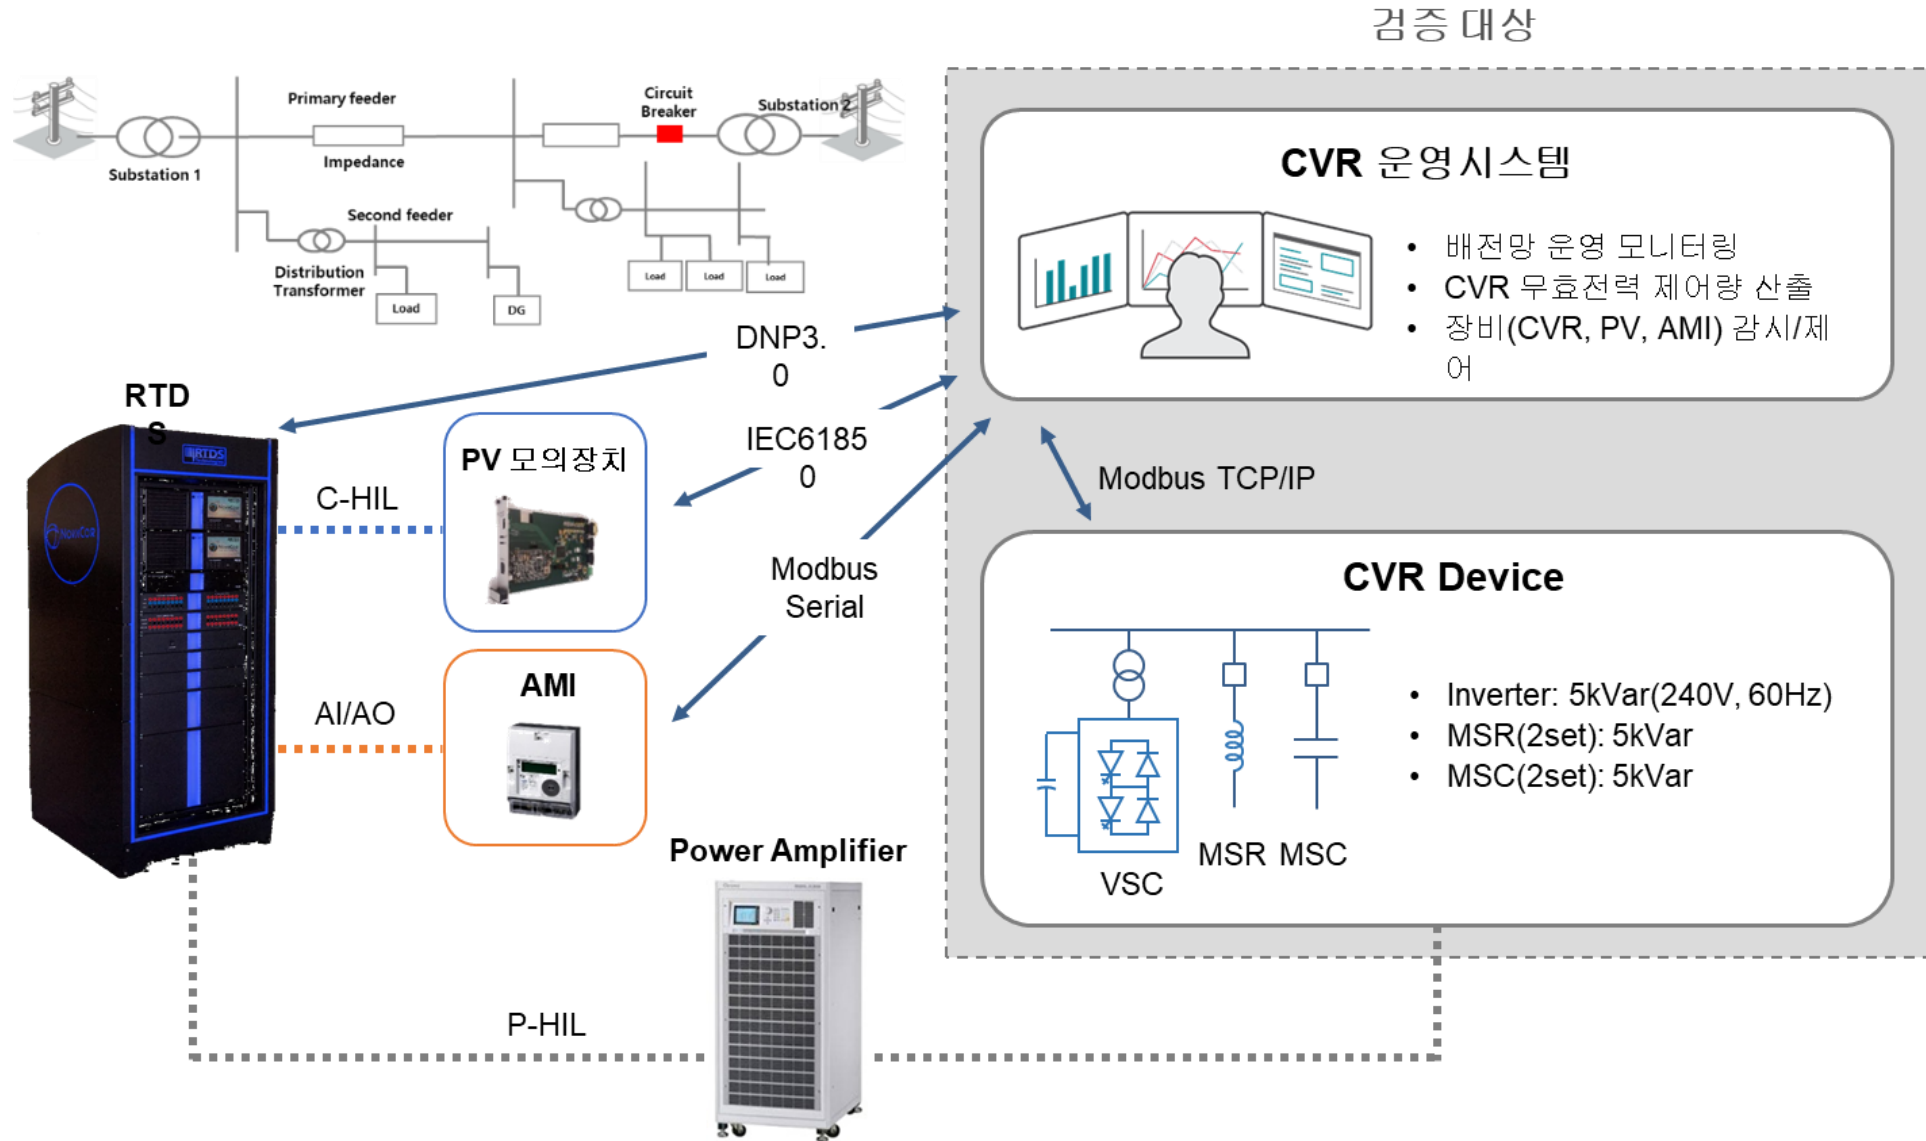 검증 대상
Primary feeder
Circuit
Breaker
Substation 2
Impedance
Substation 1
Second feeder
Distribution
Transformer
Load
DG
Load
Load
Load
CVR 운영시스템
• 배전망 운영 모니터링
• CVR 무효전력 제어량 산출
• 장비(CVR, PV, AMI) 감시/제
어
DNP3.
0
IEC6185
0
Modbus
Serial
Modbus TCP/IP
RTD
S
RTDS
NovaCor
C-HIL
PV 모의장치
AI/AO
AMI
CVR Device
• Inverter: 5kVar(240V, 60Hz)
• MSR(2set): 5kVar
• MSC(2set): 5kVar
MSR MSC
VSC
Power Amplifier
P-HIL